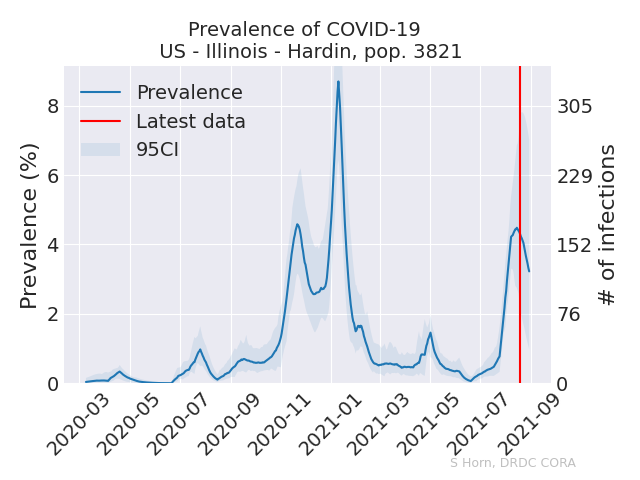 Prevalence of COVID-19
US - Illinois - Hardin, pop. 3821
Prevalence
Latest data
95CI
Prevalence (%)
8
6
4
2
0
305
229
152
76
0
# of infections
2020-03
2020-05
2020-07
2020-09
2020-11
2021-01
2021-03
2021-05
2021-07
2021-09
S Horn, DRDC CORA